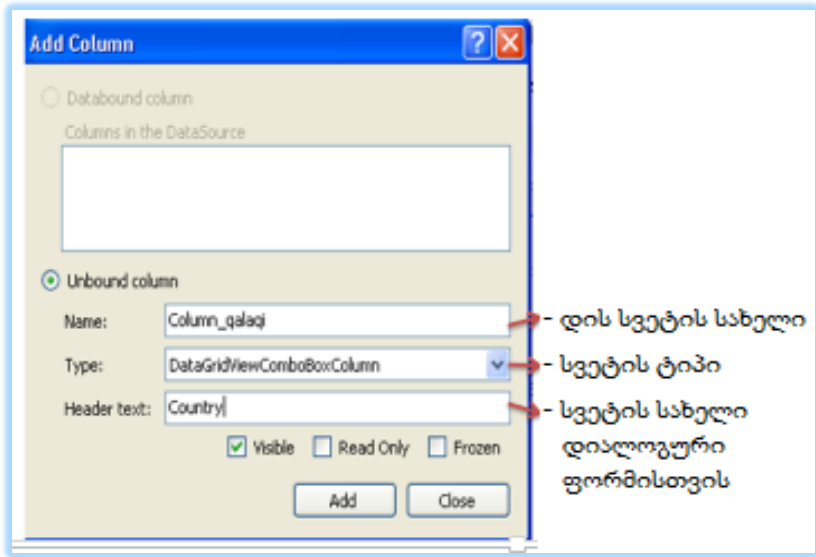 Add Column
Databound column
Columns in the DataSource
Unbound column
Name: Column_qalaqi - დის სვეტის სახელი
Type: DataGridViewComboBoxColumn - სვეტის ტიპი
Header text: Country - სვეტის სახელი
დიალოგური
ფორმისთვის
Visible Read Only Frozen
Add Close